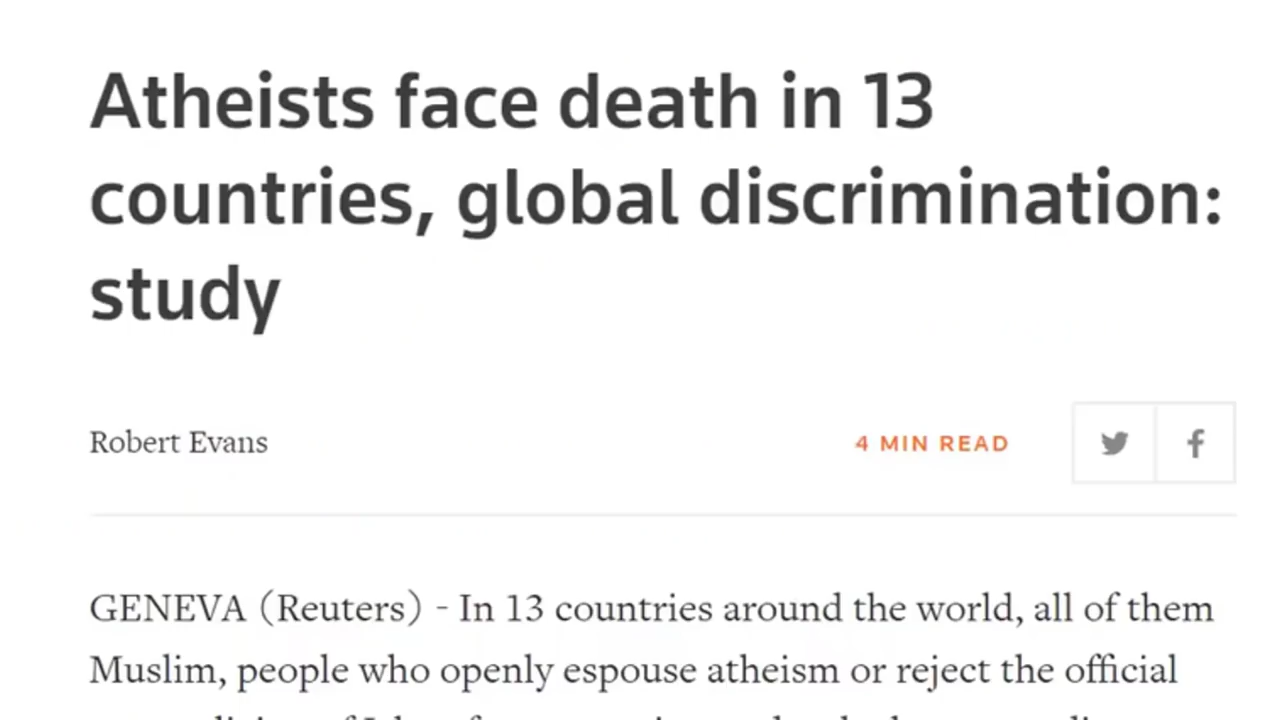 Atheists face death in 13
countries, global discrimination:
study
Robert Evans
4 MIN READ
GENEVA (Reuters) - In 13 countries around the world, all of them
Muslim, people who openly espouse atheism or reject the official